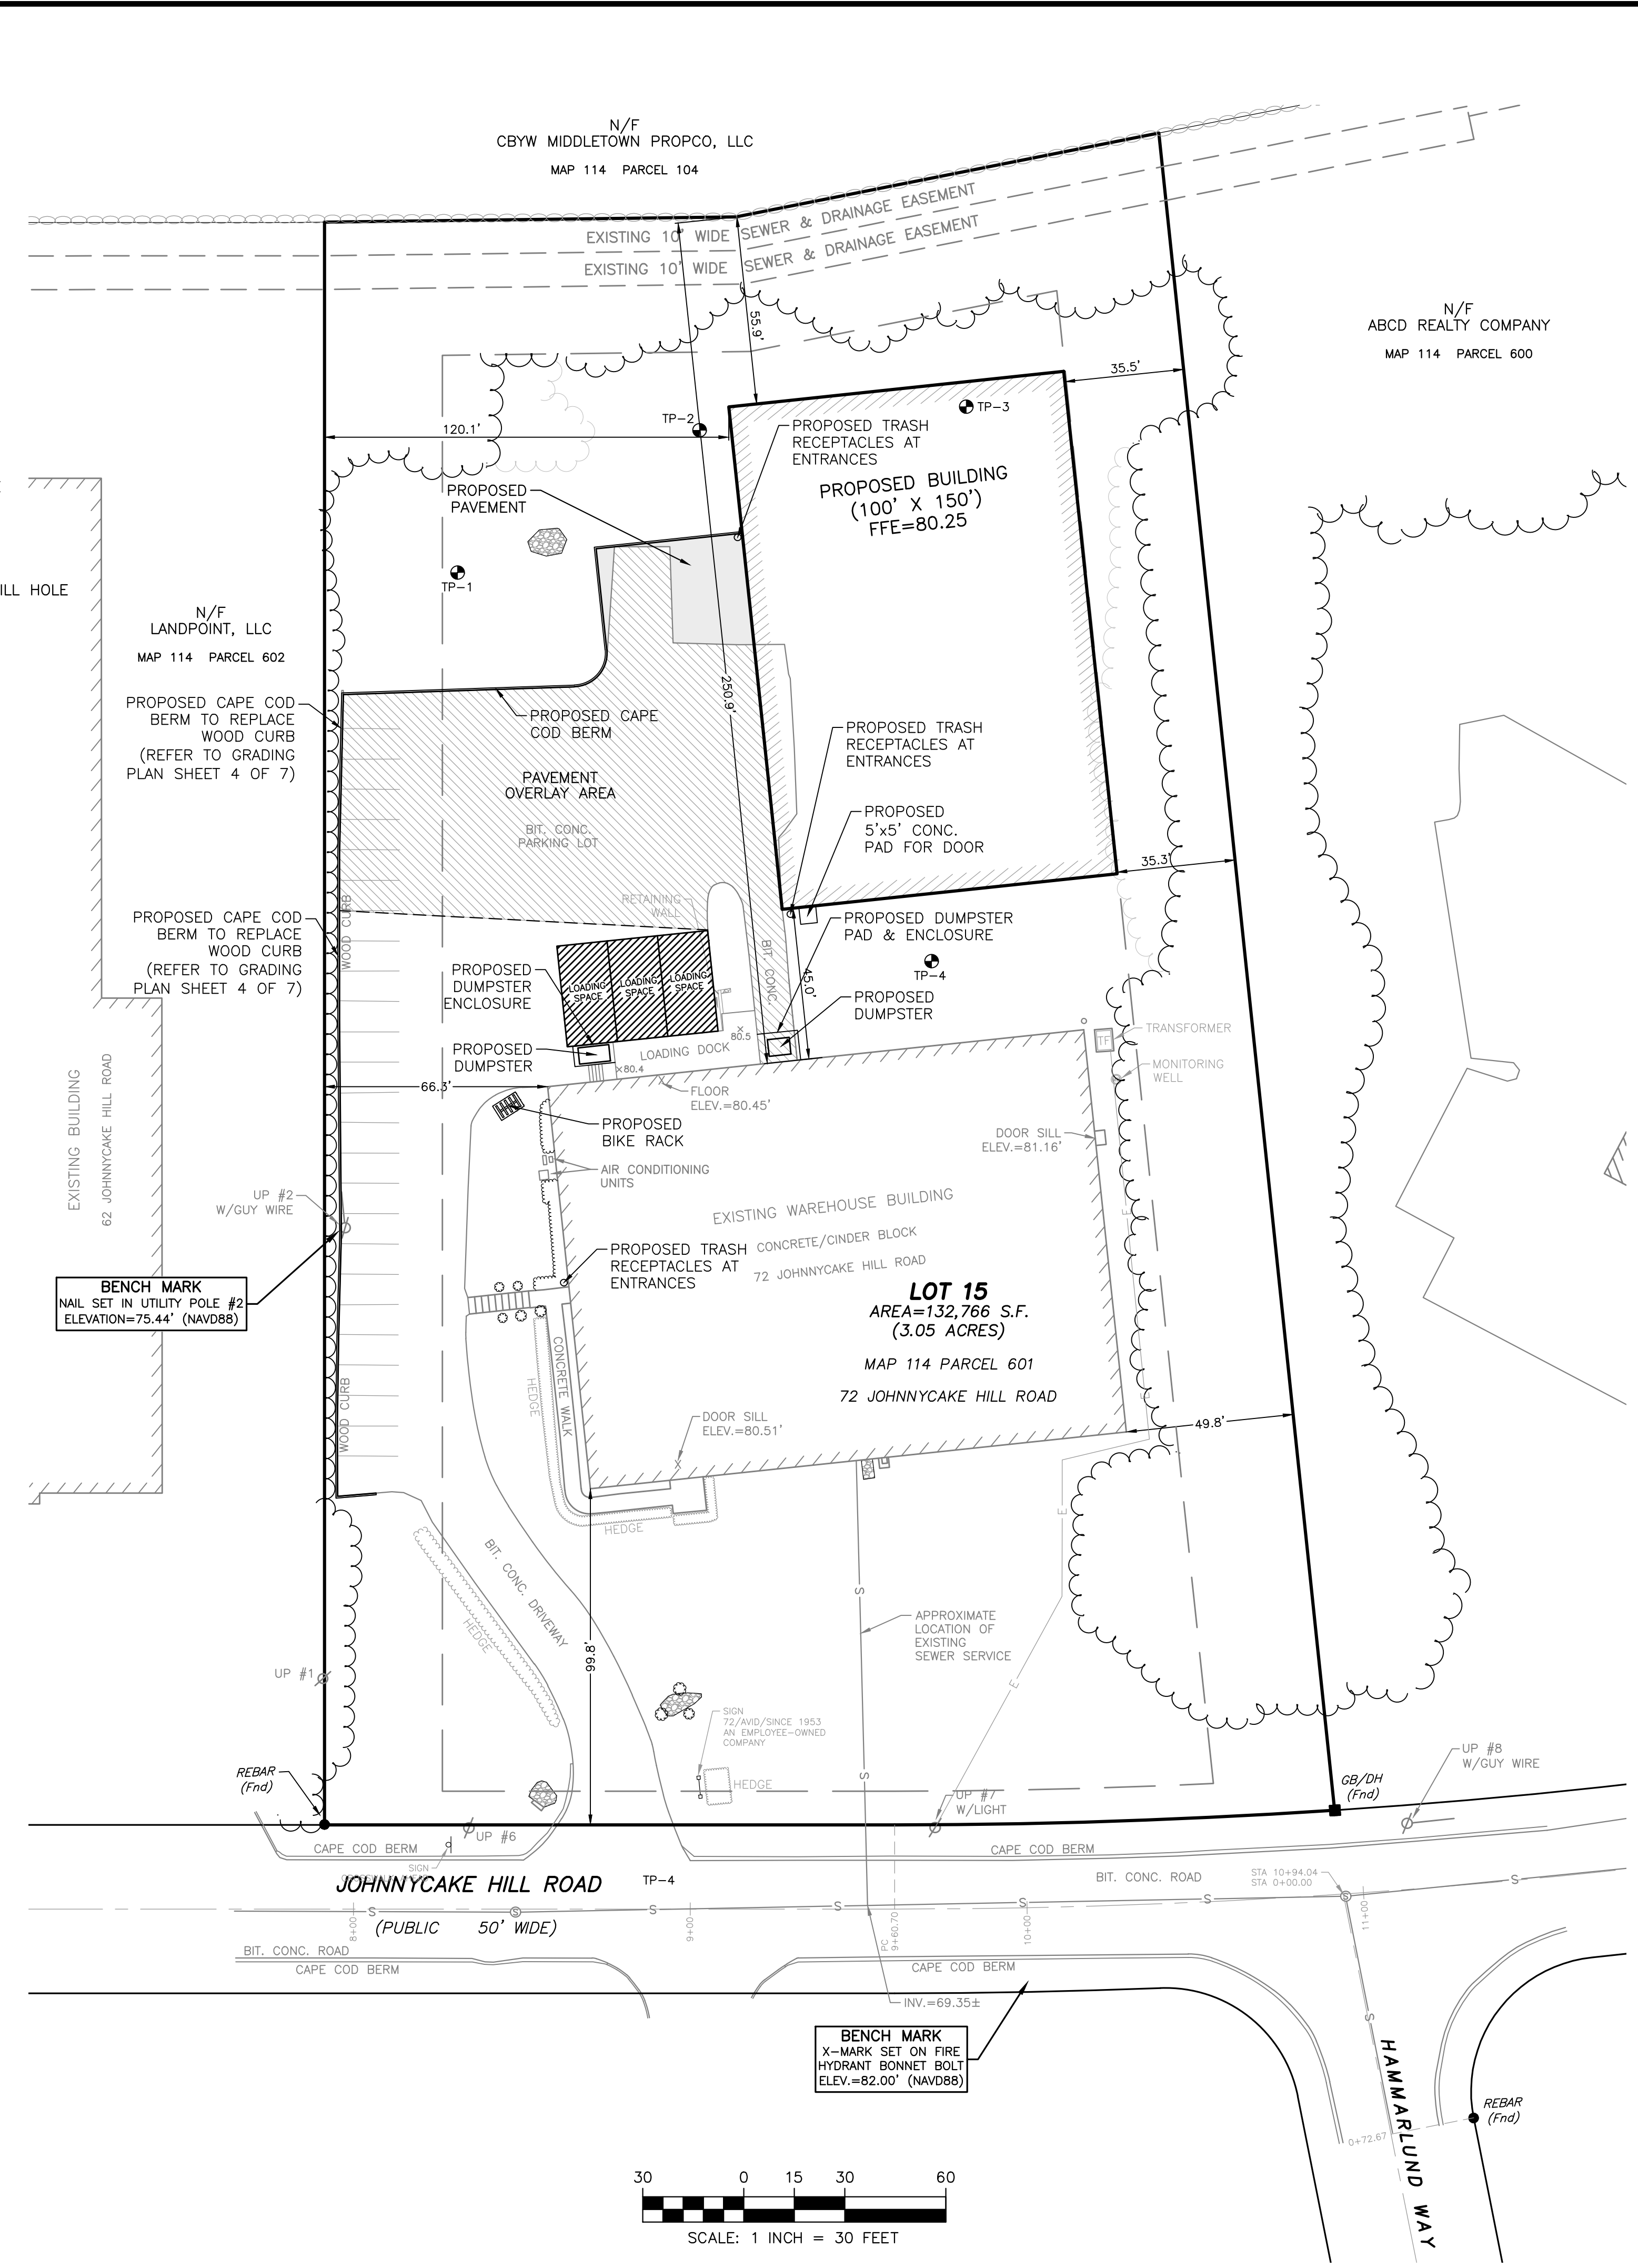 N/F
CBYW MIDDLETOWN PROPCO, LLC
MAP 114 PARCEL 104
EXISTING 10' WIDE SEWER & DRAINAGE EASEMENT
EXISTING 10' WIDE SEWER & DRAINAGE EASEMENT
N/F
ABCD REALTY COMPANY
MAP 114 PARCEL 600
55.9'
35.5'
120.1'
TP-2
TP-3
PROPOSED TRASH
RECEPTACLES AT
ENTRANCES
PROPOSED BUILDING
(100' X 150')
FFE=80.25
PROPOSED
PAVEMENT
TP-1
ILL HOLE
N/F
LANDPOINT, LLC
MAP 114 PARCEL 602
PROPOSED CAPE COD
BERM TO REPLACE
WOOD CURB
(REFER TO GRADING
PLAN SHEET 4 OF 7)
250.9'
PROPOSED CAPE
COD BERM
PROPOSED TRASH
RECEPTACLES AT
ENTRANCES
PAVEMENT
OVERLAY AREA
BIT. CONC.
PARKING LOT
PROPOSED
5'x5' CONC.
PAD FOR DOOR
35.3'
RETAINING
WALL
PROPOSED CAPE COD
BERM TO REPLACE
WOOD CURB
(REFER TO GRADING
PLAN SHEET 4 OF 7)
WOOD CURB
PROPOSED DUMPSTER
PAD & ENCLOSURE
BIT. CONC.
45.0'
TP-4
PROPOSED
DUMPSTER
ENCLOSURE
LOADING
SPACE
LOADING
SPACE
LOADING
SPACE
PROPOSED
DUMPSTER
80.5
LOADING DOCK
PROPOSED
DUMPSTER
80.4
TF
TRANSFORMER
MONITORING
WELL
66.3'
FLOOR
ELEV.=80.45'
PROPOSED
BIKE RACK
DOOR SILL
ELEV.=81.16'
EXISTING BUILDING
62 JOHNNYCAKE HILL ROAD
AIR CONDITIONING
UNITS
UP #2
W/GUY WIRE
EXISTING WAREHOUSE BUILDING
CONCRETE/CINDER BLOCK
72 JOHNNYCAKE HILL ROAD
PROPOSED TRASH
RECEPTACLES AT
ENTRANCES
BENCH MARK
NAIL SET IN UTILITY POLE #2
ELEVATION=75.44' (NAVD88)
LOT 15
AREA=132,766 S.F.
(3.05 ACRES)
MAP 114 PARCEL 601
72 JOHNNYCAKE HILL ROAD
E
E
CONCRETE WALK
HEDGE
WOOD CURB
DOOR SILL
ELEV.=80.51'
49.8'
HEDGE
E
BIT. CONC. DRIVEWAY
HEDGE
S
99.8'
APPROXIMATE
LOCATION OF
EXISTING
SEWER SERVICE
E
UP #1
SIGN
72/AVID/SINCE 1953
AN EMPLOYEE-OWNED
COMPANY
HEDGE
S
REBAR
(Fnd)
UP #8
W/GUY WIRE
GB/DH
(Fnd)
UP #7
W/LIGHT
UP #6
CAPE COD BERM
CAPE COD BERM
SIGN
JOHNNYCAKE HILL ROAD
TP-4
BIT. CONC. ROAD
STA 10+94.04
STA 0+00.00
S
S
S
S
S
S
S
S
(PUBLIC 50' WIDE)
8+00
9+00
PC
9+60.70
10+00
11+00
BIT. CONC. ROAD
CAPE COD BERM
CAPE COD BERM
INV.=69.35±
S
BENCH MARK
X-MARK SET ON FIRE
HYDRANT BONNET BOLT
ELEV.=82.00' (NAVD88)
HAMMARLUND WAY
REBAR
(Fnd)
0+72.67
30 0 15 30 60
SCALE: 1 INCH = 30 FEET